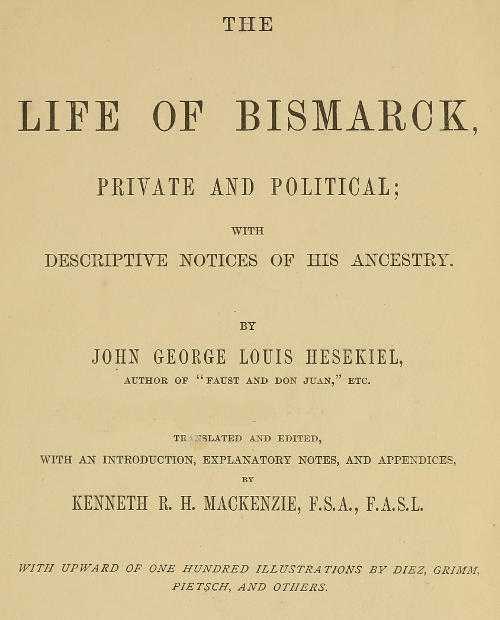 THE
LIFE OF BISMARCK,
PRIVATE AND POLITICAL;
WITH
DESCRIPTIVE NOTICES OF HIS ANCESTRY.
BY
JOHN GEORGE LOUIS HESEKIEL,
AUTHOR OF "FAUST AND DON JUAN," ETC.
TRANSLATED AND EDITED,
WITH AN INTRODUCTION, EXPLANATORY NOTES, AND APPENDICES,
BY
KENNETH R. H. MACKENZIE, F.S.A., F.A.S.L.
WITH UPWARD OF ONE HUNDRED ILLUSTRATIONS BY DIEZ, GRIMM,
PIETSCH, AND OTHERS.